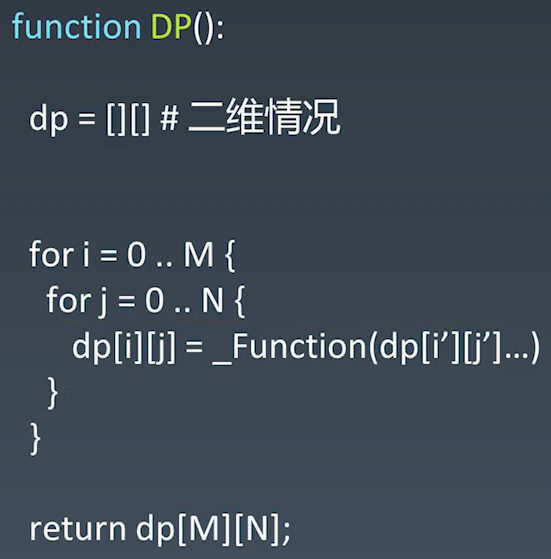 function DP():
dp = [][] # 二维情况
for i = 0 .. M {
for j = 0 .. N {
dp[i][j] = _Function(dp[i’][j’]...)
}
}
return dp[M][N];